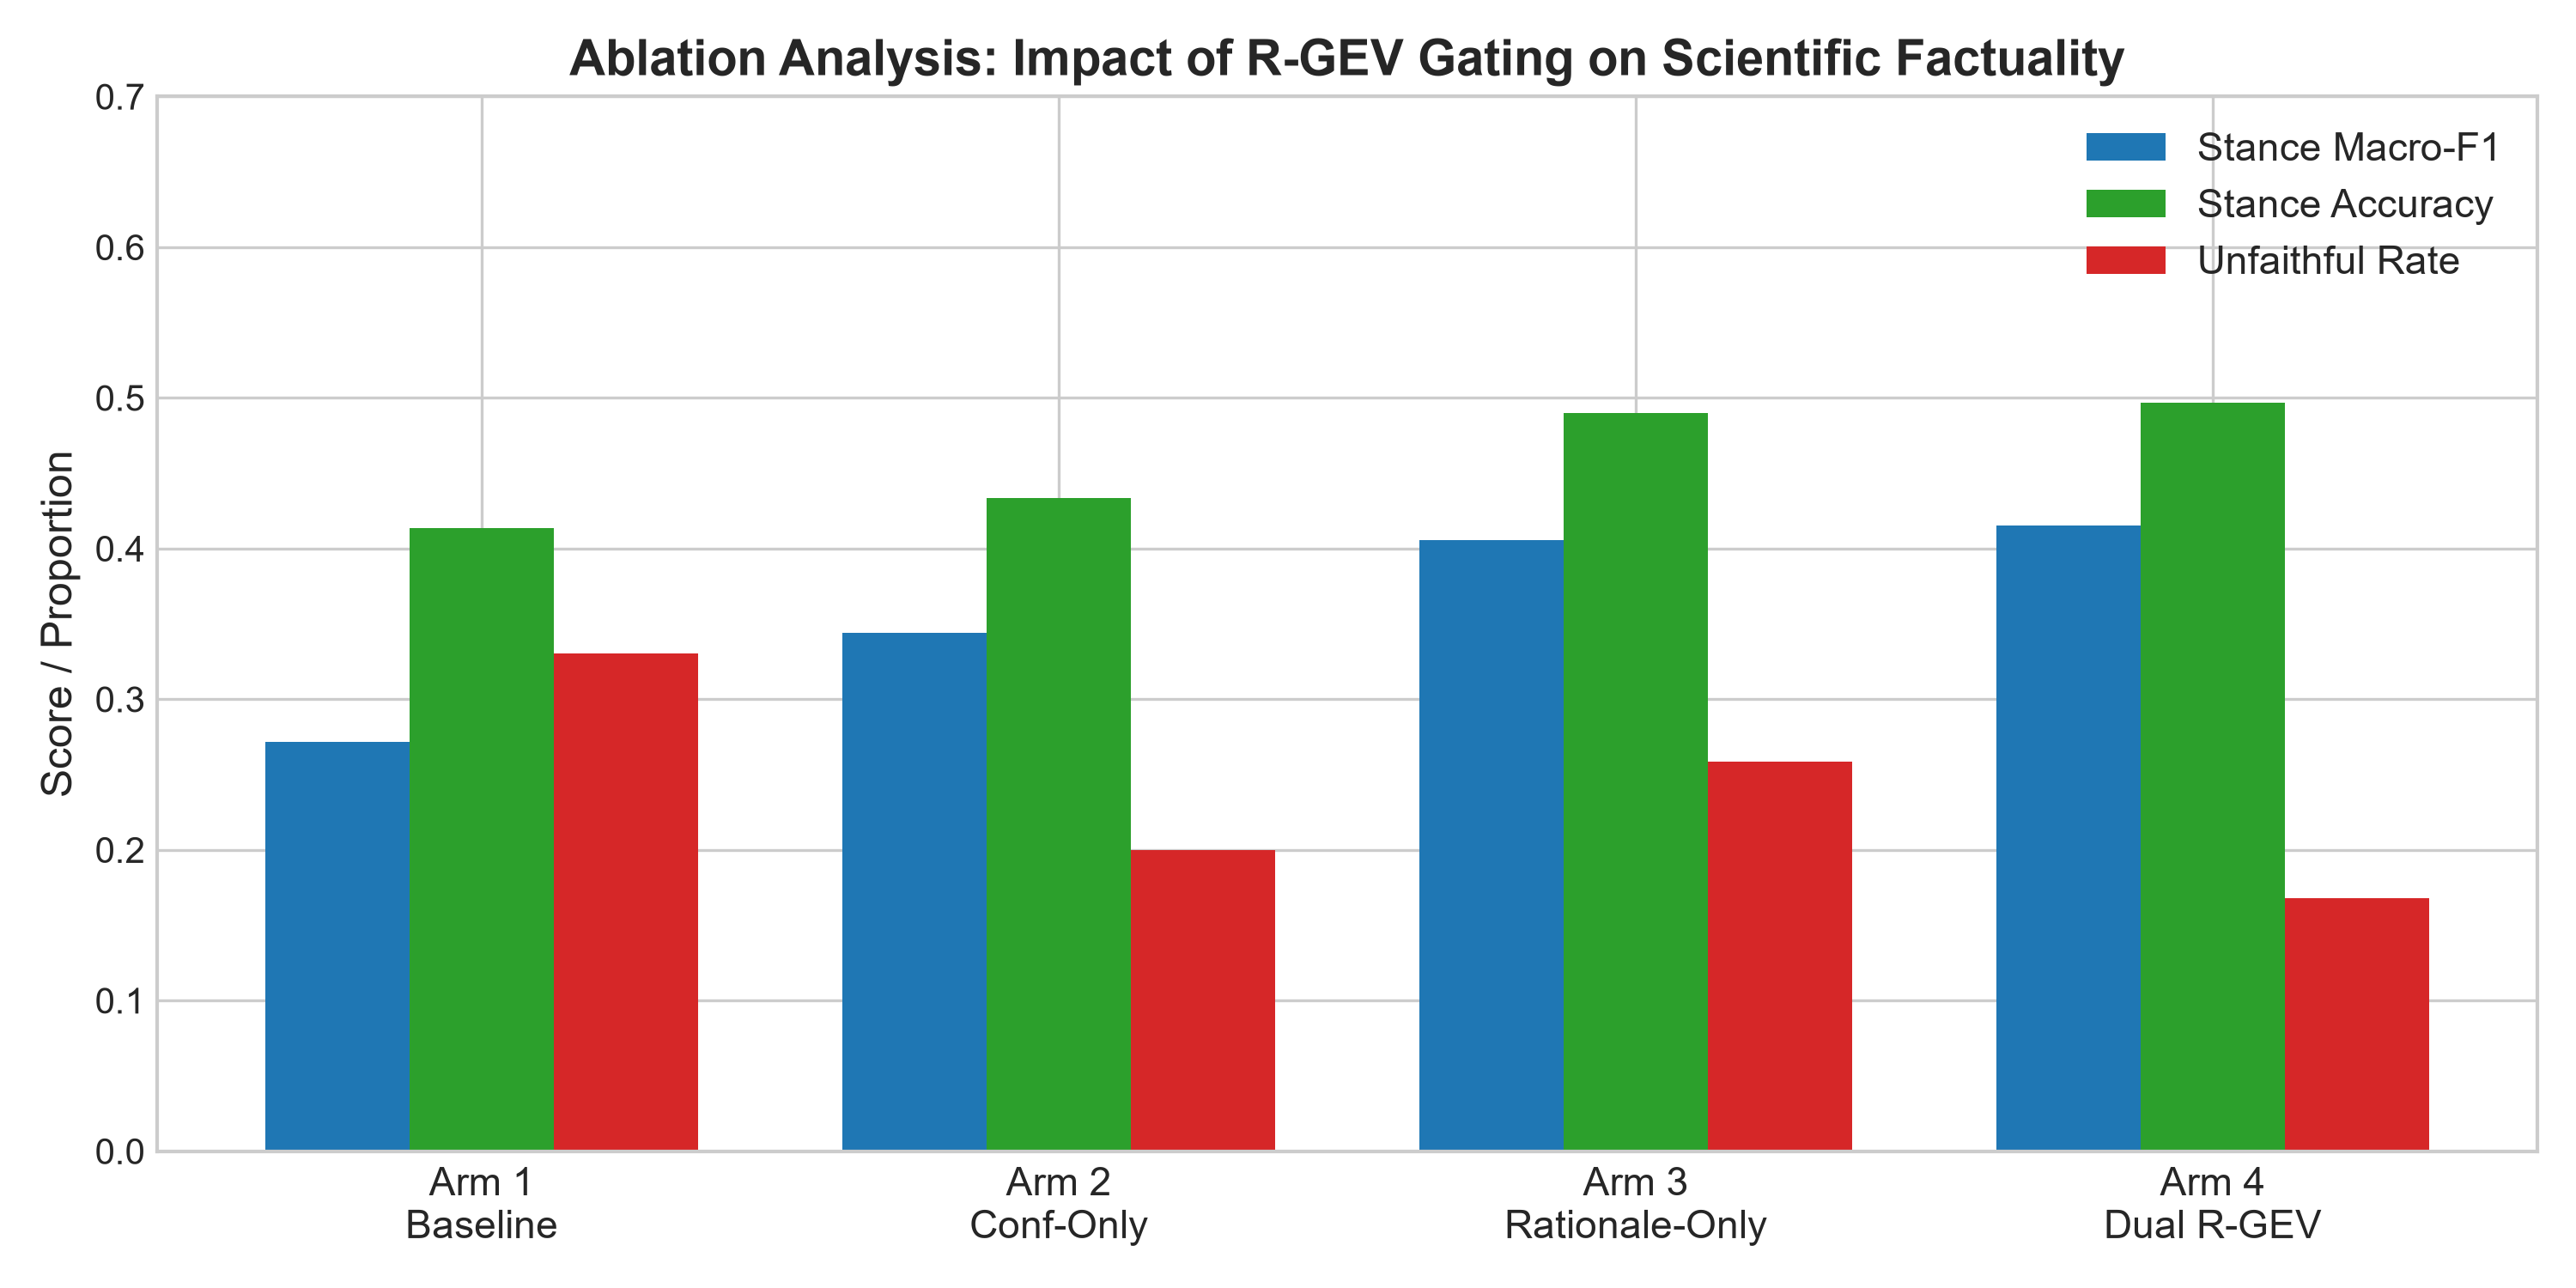 Ablation Analysis: Impact of R-GEV Gating on Scientific Factuality
0.7
0.6
0.5
0.4
0.3
0.2
0.1
0.0
Score / Proportion
Stance Macro-F1
Stance Accuracy
Unfaithful Rate
Arm 1
Baseline
Arm 2
Conf-Only
Arm 3
Rationale-Only
Arm 4
Dual R-GEV